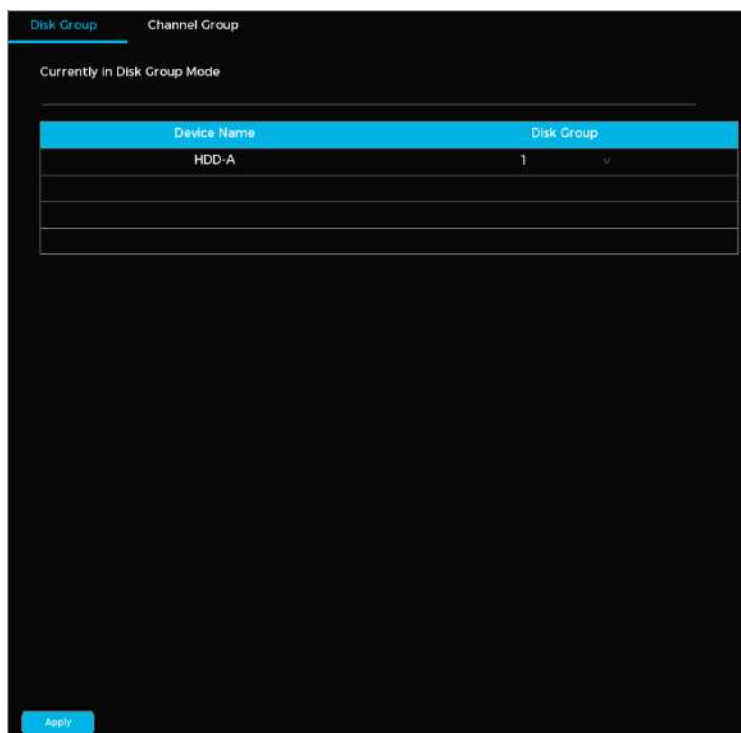 Disk Group Channel Group
Currently in Disk Group Mode
Device Name Disk Group
HDD-A 1
Apply